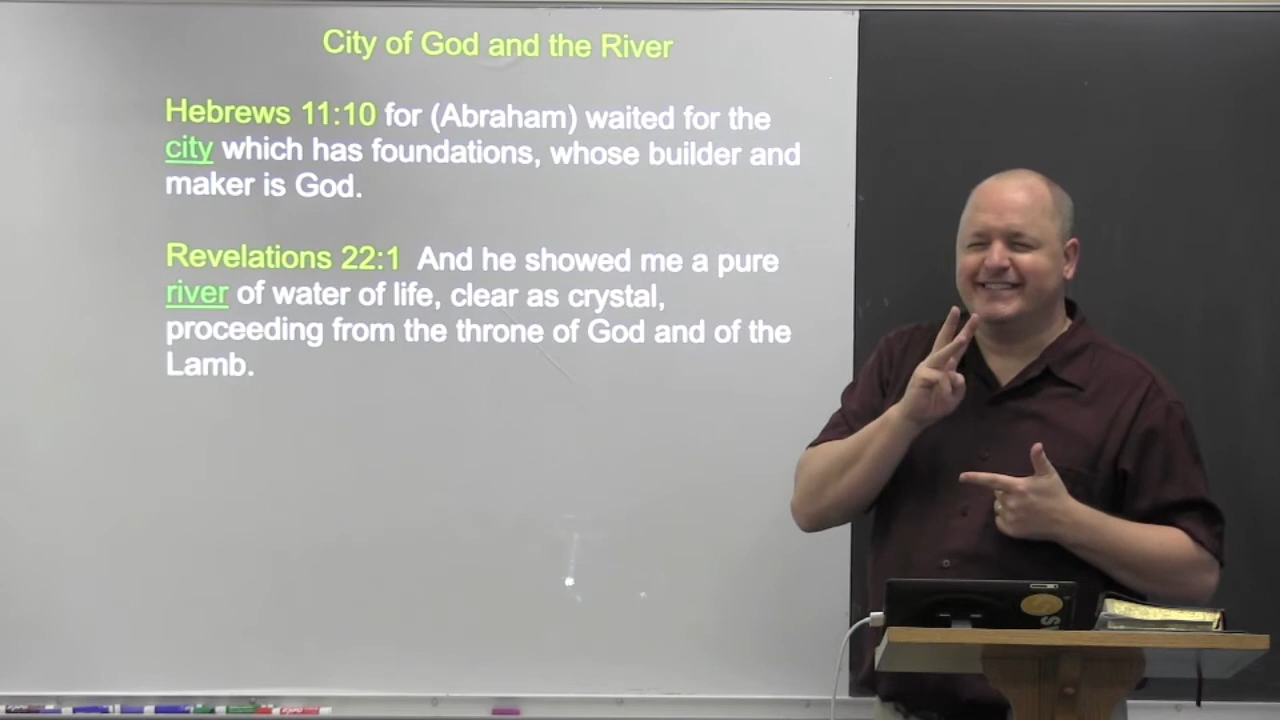 City of God and the River
Hebrews 11:10 for (Abraham) waited for the
city which has foundations, whose builder and
maker is God.
Revelations 22:1 And he showed me a pure
river of water of life, clear as crystal,
proceeding from the throne of God and of the
Lamb.